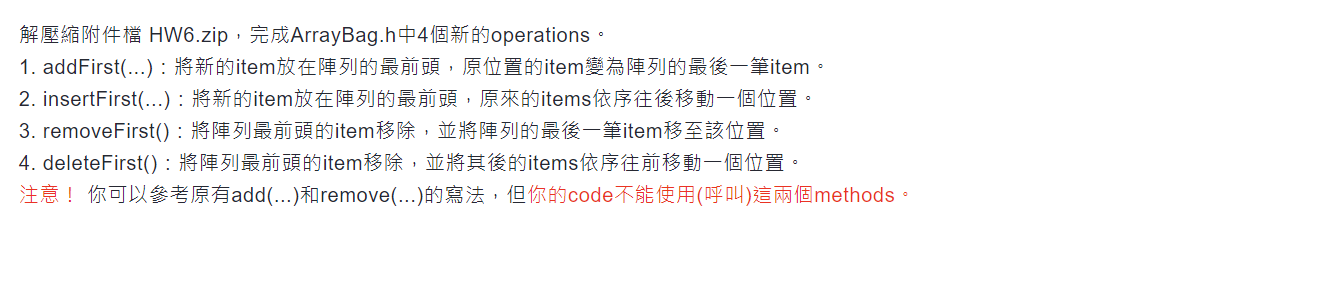 解壓縮附件檔 HW6.zip，完成ArrayBag.h中4個新的operations。
1. addFirst(...)：將新的item放在陣列的最前頭，原位置的item變為陣列的最後一筆item。
2. insertFirst(...)：將新的item放在陣列的最前頭，原來的items依序往後移動一個位置。
3. removeFirst()：將陣列最前頭的item移除，並將陣列的最後一筆item移至該位置。
4. deleteFirst()：將陣列最前頭的item移除，並將其後的items依序往前移動一個位置。
注意！ 你可以參考原有add(...)和remove(...)的寫法，但你的code不能使用(呼叫)這兩個methods。